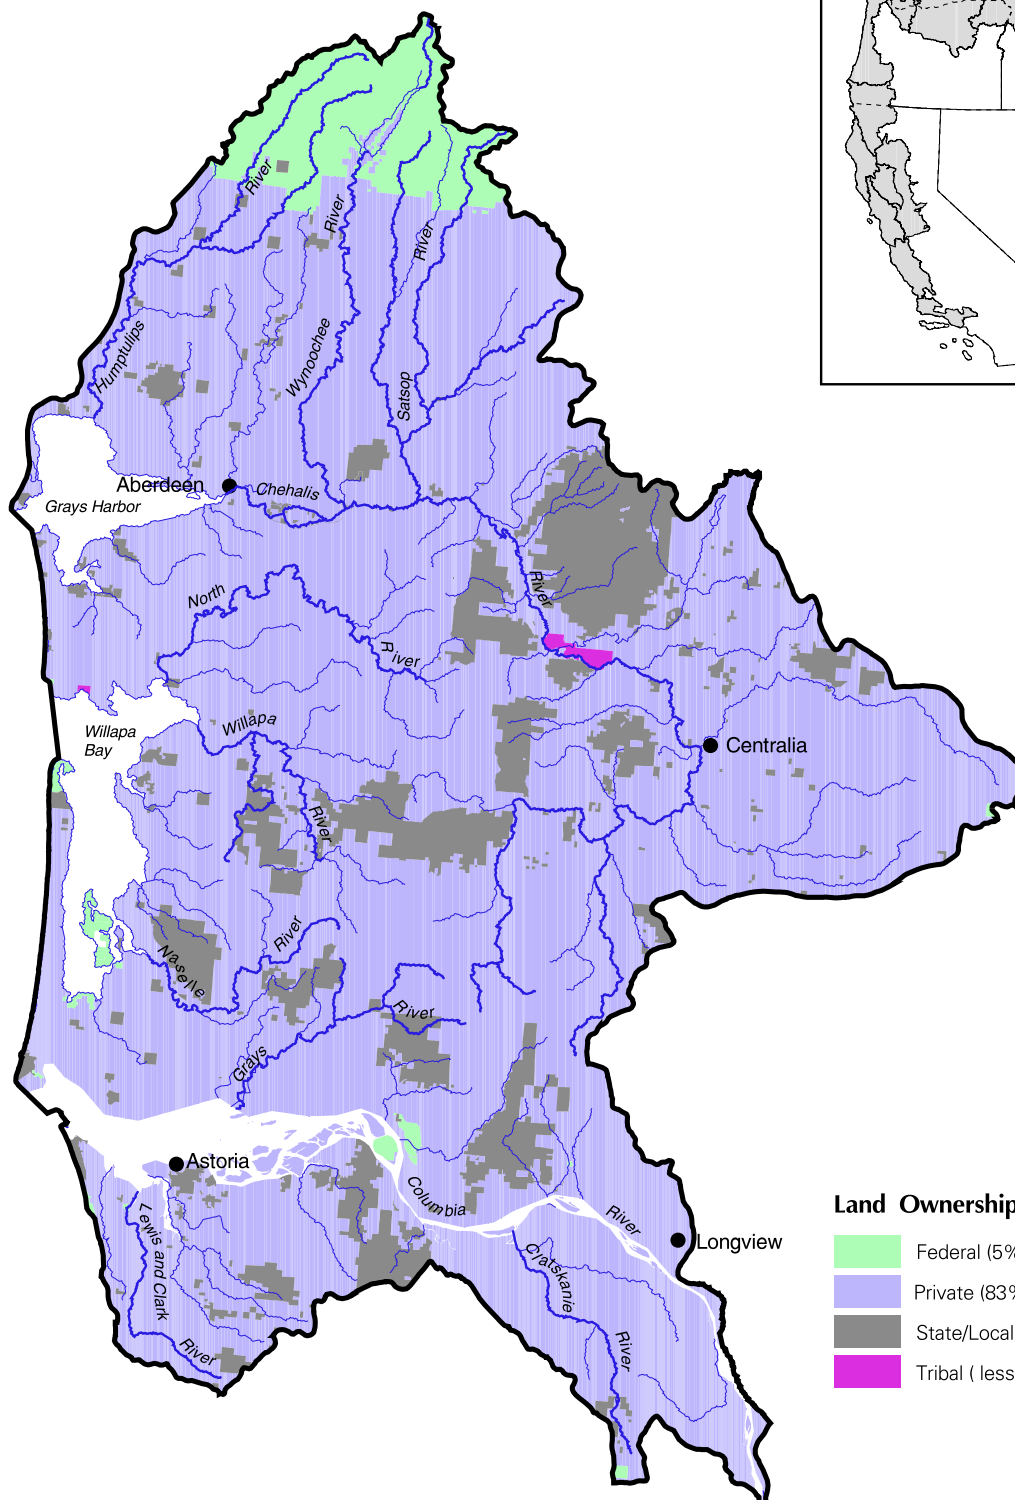 River
River
River
Humptulips
Wynoochee
Satsop
Aberdeen
Chehalis
Grays Harbor
River
North
River
Willapa
Willapa
Bay
Centralia
River
River
Naselle
River
Grays
Astoria
Columbia
River
Longview
Lewis and Clark
River
Clatskanie
River
Land Ownership
Federal (5%
Private (83%
State/Local
Tribal ( less